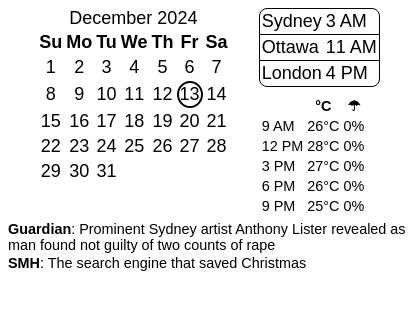 December 2024
Su Mo Tu We Th Fr Sa
1 2 3 4 5 6 7
8 9 10 11 12 13 14
15 16 17 18 19 20 21
22 23 24 25 26 27 28
29 30 31
Sydney 3 AM
Ottawa 11 AM
London 4 PM
°C ☂
9 AM 26°C 0%
12 PM 28°C 0%
3 PM 27°C 0%
6 PM 26°C 0%
9 PM 25°C 0%
Guardian: Prominent Sydney artist Anthony Lister revealed as
man found not guilty of two counts of rape
SMH: The search engine that saved Christmas